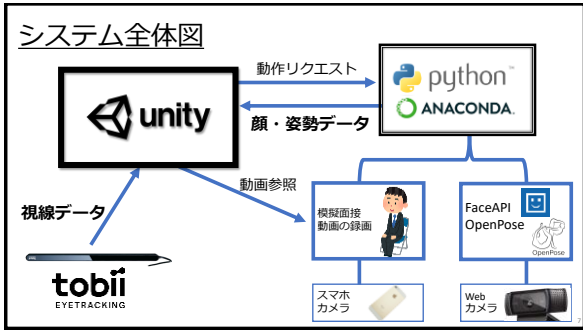 システム全体図
動作リクエスト
unity
python™
ANACONDA.
顔・姿勢データ
動画参照
視線データ
模擬面接
動画の録画
FaceAPI
OpenPose
OpenPose
tobii
EYETRACKING
スマホ
カメラ
Web
カメラ
7